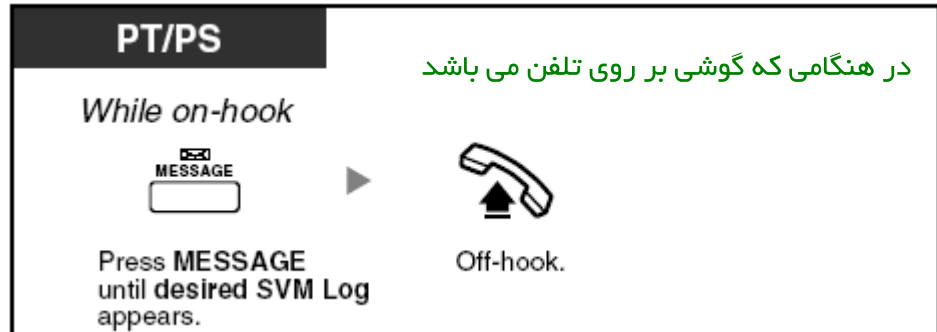 PT/PS
در هنگامی که گوشی بر روی تلفن می باشد
While on-hook
MESSAGE
Press MESSAGE
until desired SVM Log
appears.
Off-hook.